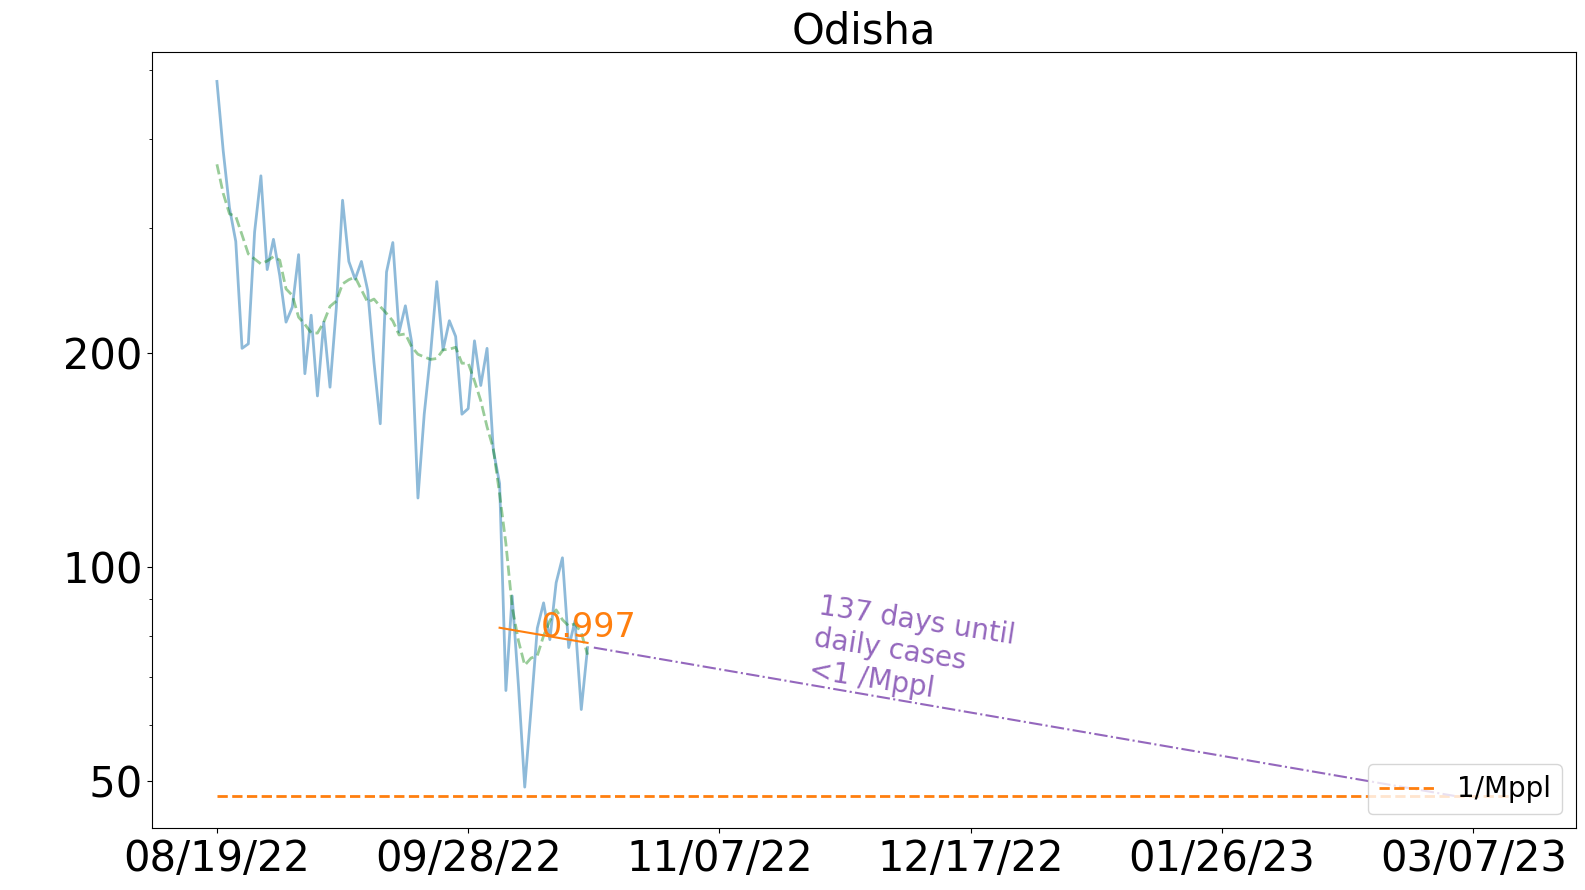 Odisha
200
100
50
0.997
137 days until
daily cases
<1 /Mppl
1/Mppl
08/19/22
09/28/22
11/07/22
12/17/22
01/26/23
03/07/23